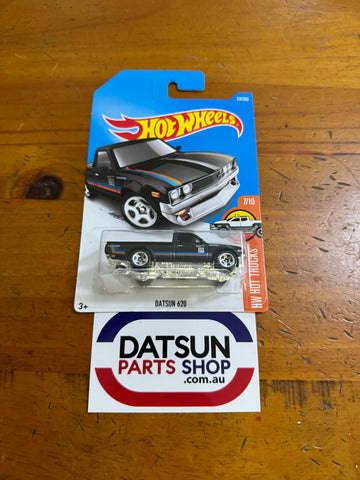 Hot Wheels
7/10
HW HOT TRUCKS
DATSUN 620
3+
DATSUN
PARTS SHOP
.com.au